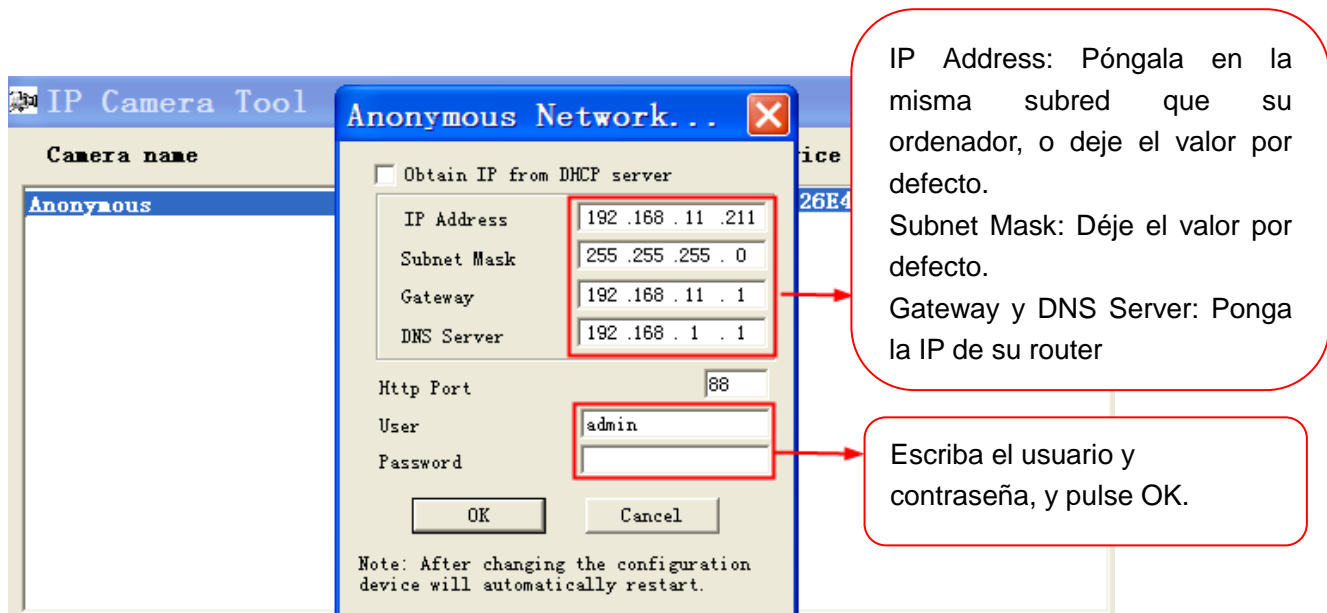 IP Camera Tool
Camera name
ice
Anonymous
26E4
Anonymous Network...
Obtain IP from DHCP server
IP Address 192 .168 . 11 .211
Subnet Mask 255 .255 .255 . 0
Gateway 192 .168 . 11 . 1
DNS Server 192 .168 . 1 . 1
Http Port 88
User admin
Password
OK Cancel
Note: After changing the configuration
device will automatically restart.
IP Address: Póngala en la
misma subred que su
ordenador, o deje el valor por
defecto.
Subnet Mask: Déje el valor por
defecto.
Gateway y DNS Server: Ponga
la IP de su router
Escriba el usuario y
contraseña, y pulse OK.